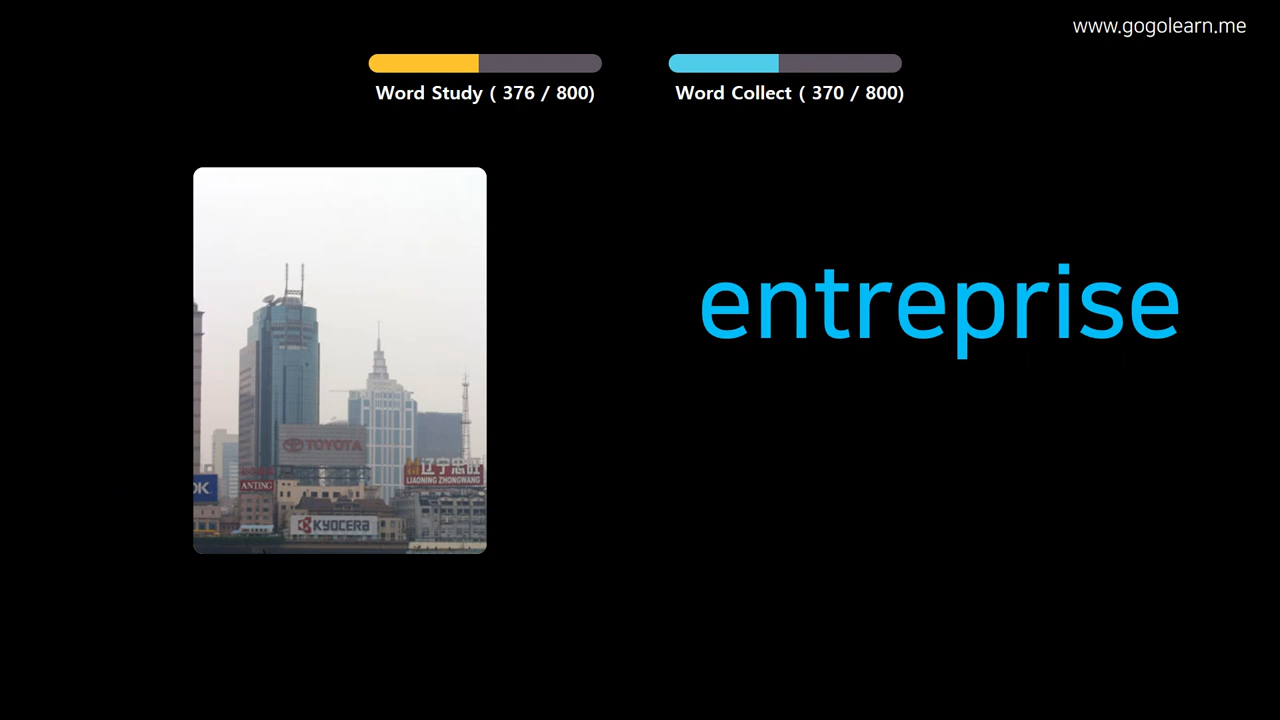 www.gogolearn.me
Word Study ( 376 / 800)
Word Collect ( 370 / 800)
entreprise
TOYOTA
辽宁忠旺
LIAONING ZHONGWANG
ANTING
OK
KYOCERA